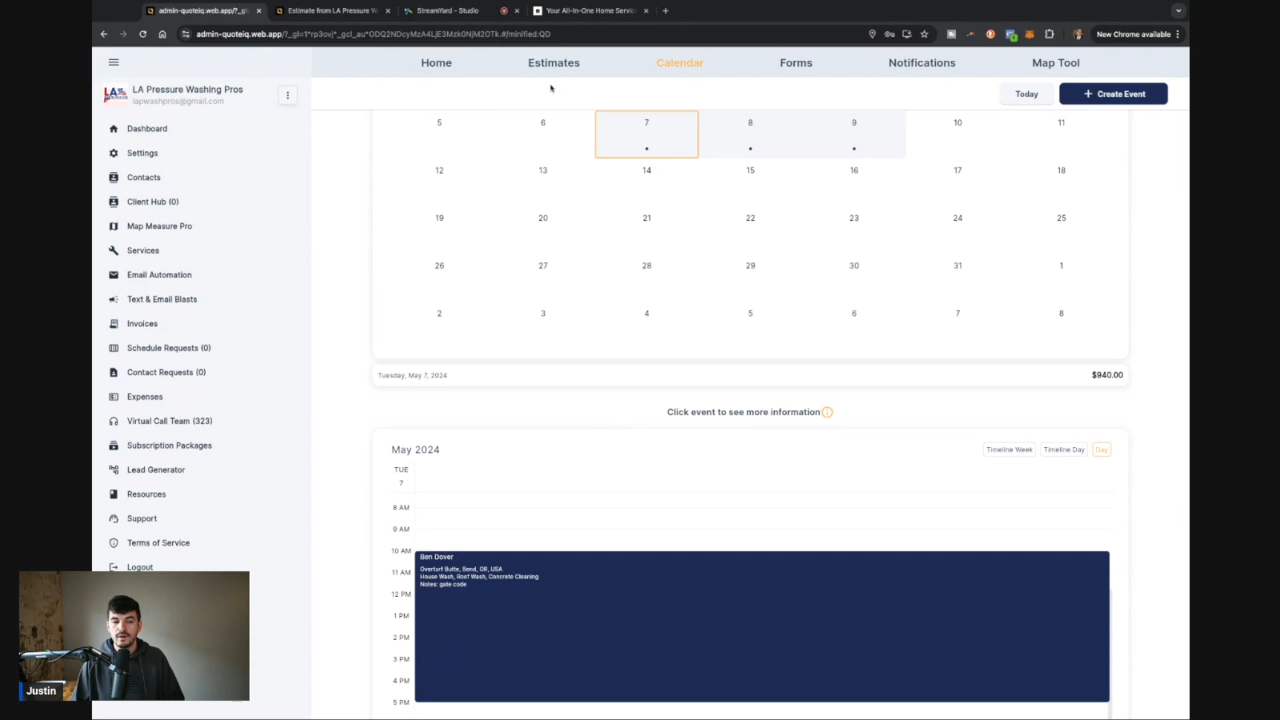 admin-quoteiq.web.app/?_gl
Estimate from LA Pressure W
StreamYard - Studio
Your All-In-One Home Servic
New Chrome available
Home
Estimates
Calendar
Forms
Notifications
Map Tool
LA Pressure Washing Pros
lapwashpros@gmail.com
Today
+ Create Event
Dashboard
Settings
Contacts
Client Hub (0)
Map Measure Pro
Services
Email Automation
Text & Email Blasts
Invoices
Schedule Requests (0)
Contact Requests (0)
Expenses
Virtual Call Team (323)
Subscription Packages
Lead Generator
Resources
Support
Terms of Service
Logout
5 6 7 8 9 10 11
12 13 14 15 16 17 18
19 20 21 22 23 24 25
26 27 28 29 30 31 1
2 3 4 5 6 7 8
Tuesday, May 7, 2024 $940.00
Click event to see more information
May 2024
Timeline Week Timeline Day Day
TUE
7
8 AM
9 AM
10 AM
11 AM
12 PM
1 PM
2 PM
3 PM
4 PM
5 PM
Ben Dover
Overturf Butte, Bend, OR, USA
House Wash, Roof Wash, Concrete Cleaning
Notes: gate code
Justin